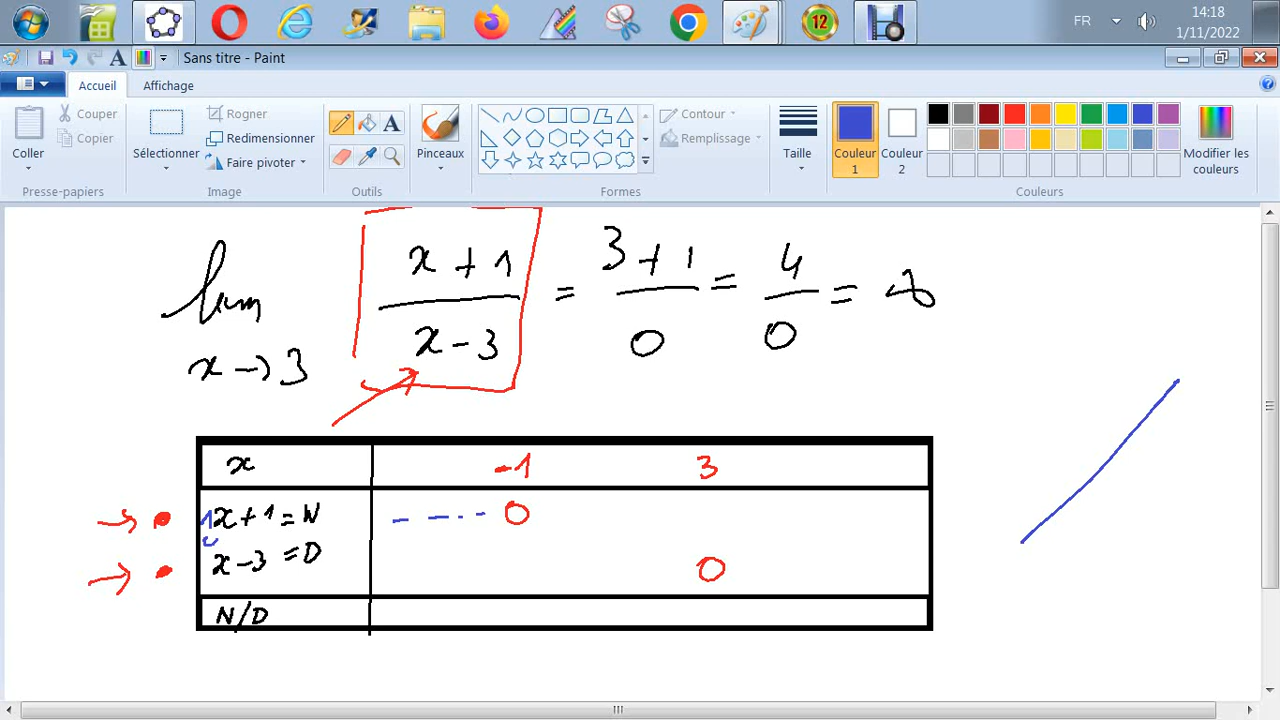 FR
14:18
1/11/2022
12
Sans titre - Paint
Accueil
Affichage
Coller
Couper
Copier
Presse-papiers
Sélectionner
Rogner
Redimensionner
Faire pivoter
Image
Outils
Pinceaux
Contour
Remplissage
Formes
Taille
Couleur 1
Couleur 2
Modifier les couleurs
Couleurs
lim x→3 (x+1)/(x-3) = (3+1)/0 = 4/0 = ∞
x -1 3
1x+1=N - - - - 0
x-3=D 0
N/D